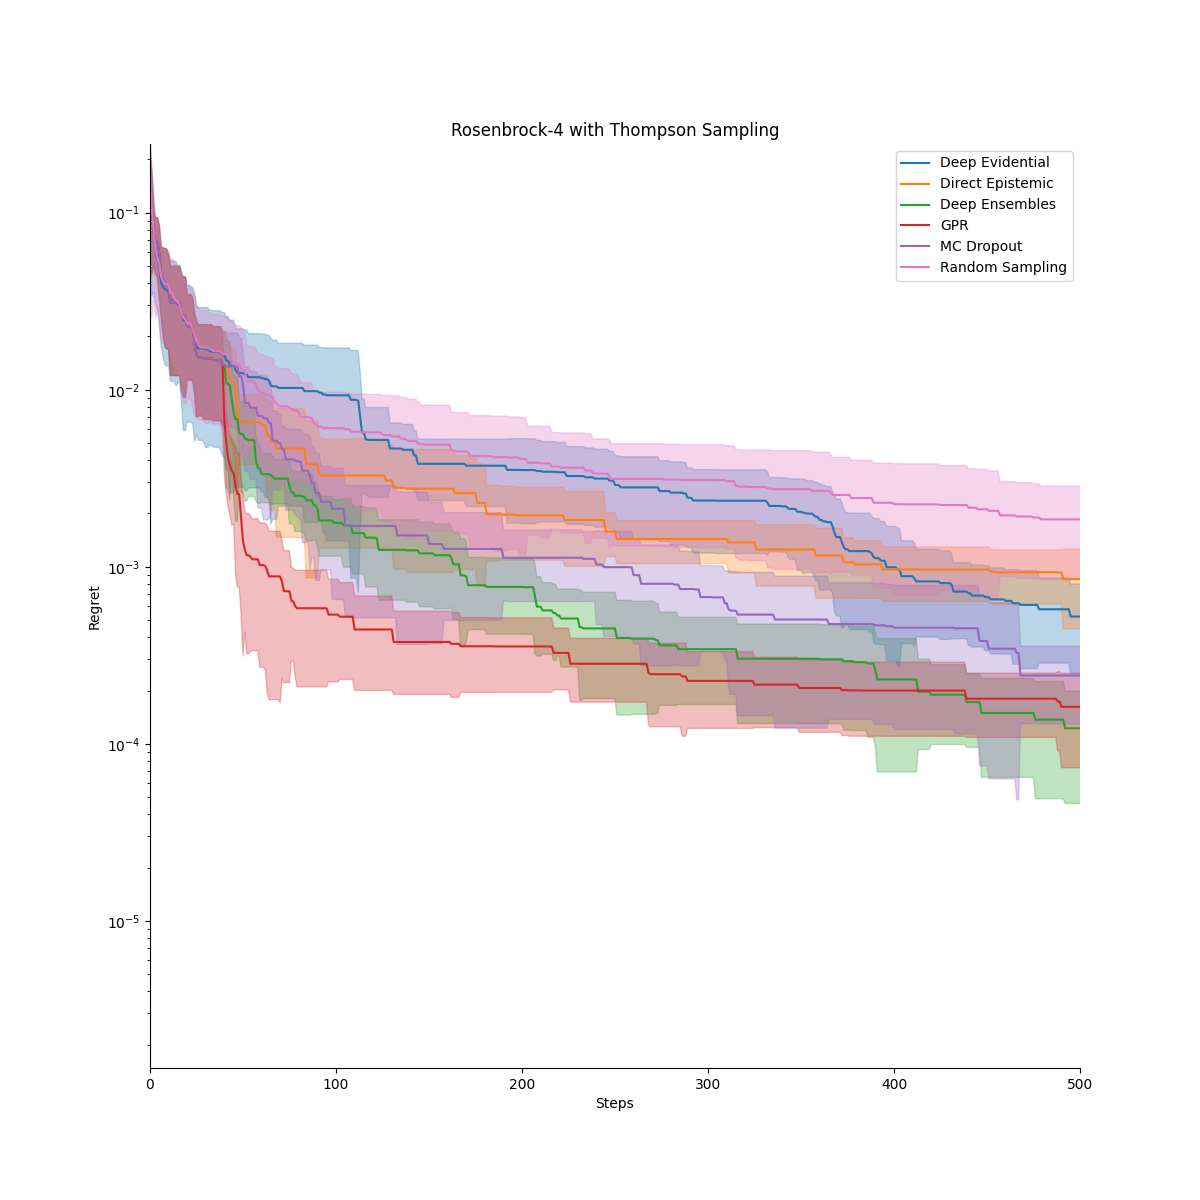 Rosenbrock-4 with Thompson Sampling
Deep Evidential
Direct Epistemic
Deep Ensembles
GPR
MC Dropout
Random Sampling
10⁻¹
10⁻²
10⁻³
10⁻⁴
10⁻⁵
Regret
0 100 200 300 400 500
Steps